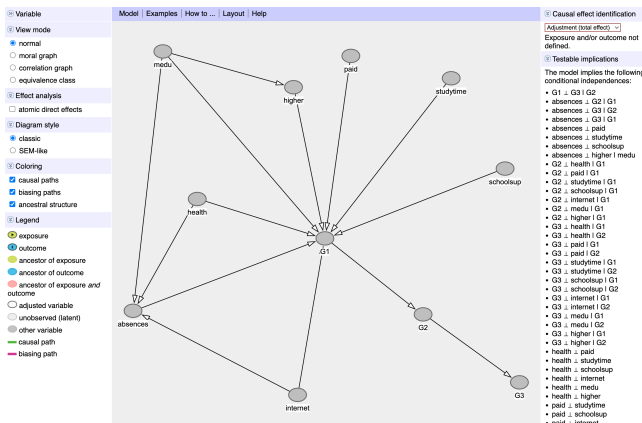 Variable
View mode
normal
moral graph
correlation graph
equivalence class
Effect analysis
atomic direct effects
Diagram style
classic
SEM-like
Coloring
causal paths
biasing paths
ancestral structure
Legend
exposure
outcome
ancestor of exposure
ancestor of outcome
ancestor of exposure and
outcome
adjusted variable
unobserved (latent)
other variable
causal path
biasing path
Model | Examples | How to ... | Layout | Help
medu
higher
paid
studytime
schoolsup
health
G1
absences
G2
internet
G3
Causal effect identification
Adjustment (total effect)
Exposure and/or outcome not
defined.
Testable implications
The model implies the following
conditional independences:
• G1 ⊥ G3 | G2
• absences ⊥ G2 | G1
• absences ⊥ G3 | G2
• absences ⊥ G3 | G1
• absences ⊥ paid
• absences ⊥ studytime
• absences ⊥ schoolsup
• absences ⊥ higher | medu
• G2 ⊥ health | G1
• G2 ⊥ paid | G1
• G2 ⊥ studytime | G1
• G2 ⊥ schoolsup | G1
• G2 ⊥ internet | G1
• G2 ⊥ medu | G1
• G2 ⊥ higher | G1
• G3 ⊥ health | G1
• G3 ⊥ health | G2
• G3 ⊥ paid | G1
• G3 ⊥ paid | G2
• G3 ⊥ studytime | G1
• G3 ⊥ studytime | G2
• G3 ⊥ schoolsup | G1
• G3 ⊥ schoolsup | G2
• G3 ⊥ internet | G1
• G3 ⊥ internet | G2
• G3 ⊥ medu | G1
• G3 ⊥ medu | G2
• G3 ⊥ higher | G1
• G3 ⊥ higher | G2
• health ⊥ paid
• health ⊥ studytime
• health ⊥ schoolsup
• health ⊥ internet
• health ⊥ medu
• health ⊥ higher
• paid ⊥ studytime
• paid ⊥ schoolsup
• paid ⊥ internet